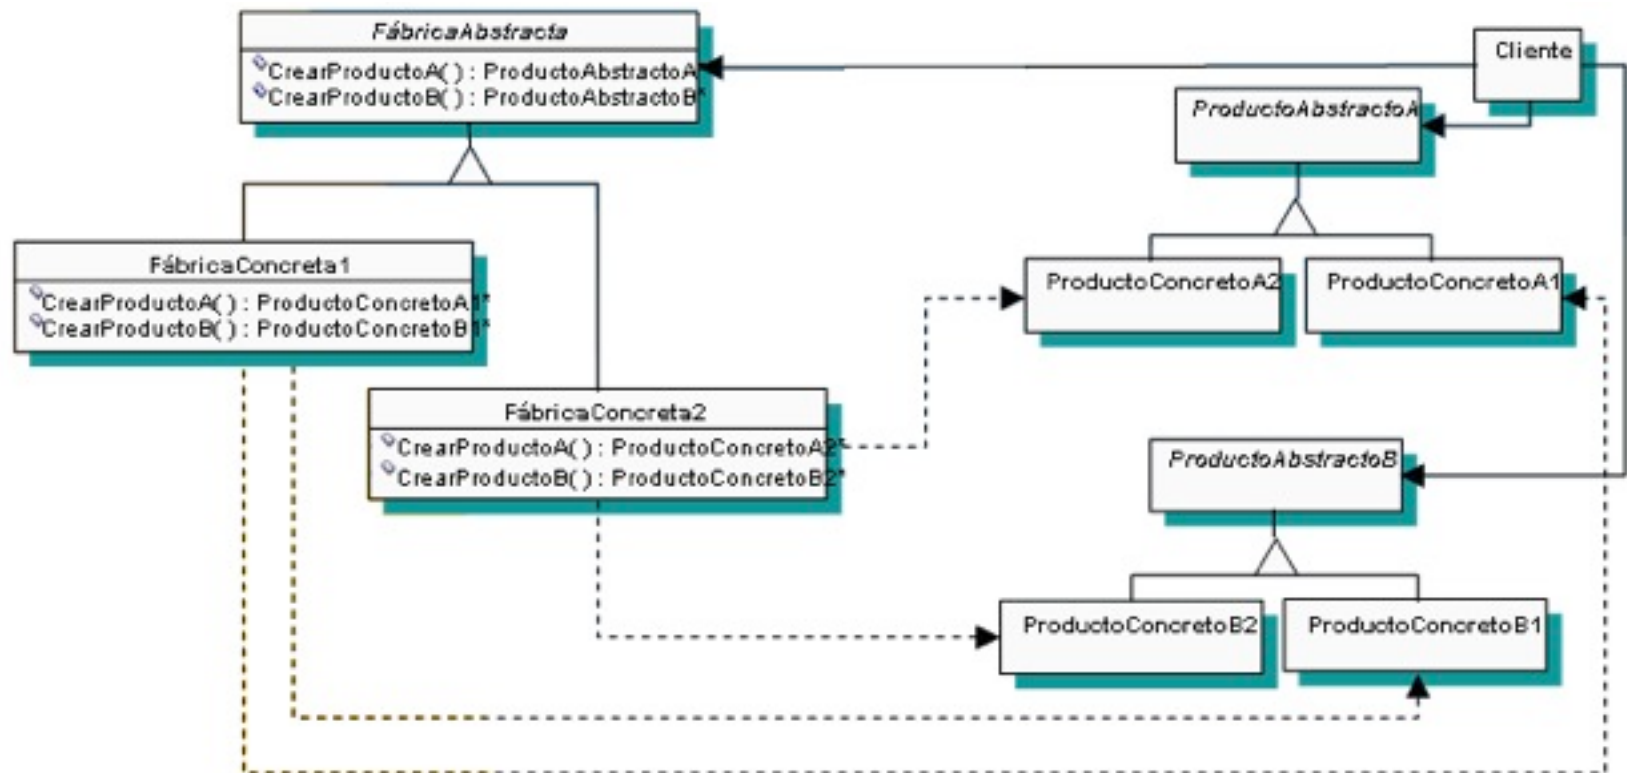 FábricaAbstracta
CrearProductoA( ) : ProductoAbstractoA
CrearProductoB( ) : ProductoAbstractoB*
Cliente
ProductoAbstractoA
FábricaConcreta1
CrearProductoA( ) : ProductoConcretoA1*
CrearProductoB( ) : ProductoConcretoB1*
ProductoConcretoA2
ProductoConcretoA1
FábricaConcreta2
CrearProductoA( ) : ProductoConcretoA2*
CrearProductoB( ) : ProductoConcretoB2*
ProductoAbstractoB
ProductoConcretoB2
ProductoConcretoB1